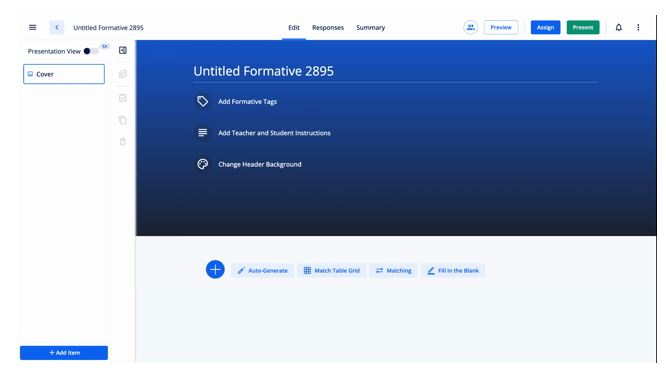 Untitled Formative 2895
Edit Responses Summary
Preview Assign Present
Presentation View
Cover
Untitled Formative 2895
Add Formative Tags
Add Teacher and Student Instructions
Change Header Background
Auto-Generate Match Table Grid Matching Fill in the Blank
+ Add Item